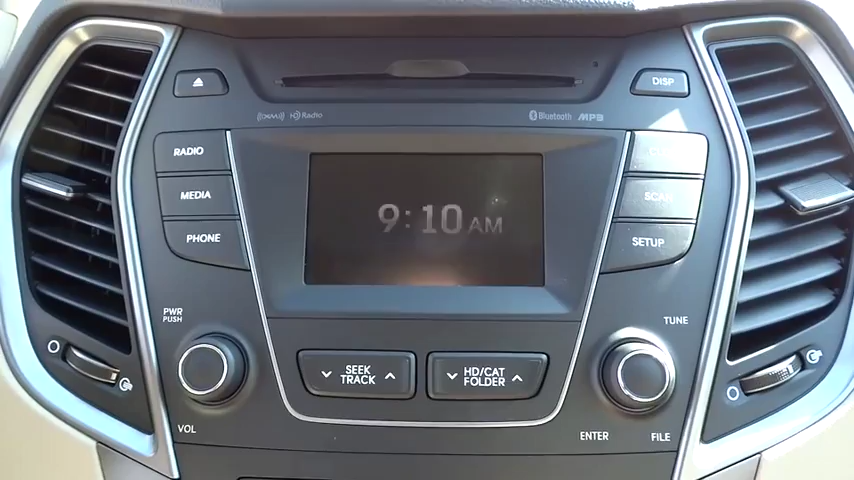 DISP
((SiriusXM)) HD Radio
Bluetooth MP3
RADIO
MEDIA
SCAN
PHONE
SETUP
9:10 AM
PWR
PUSH
TUNE
SEEK
TRACK
HD/CAT
FOLDER
VOL
ENTER
FILE